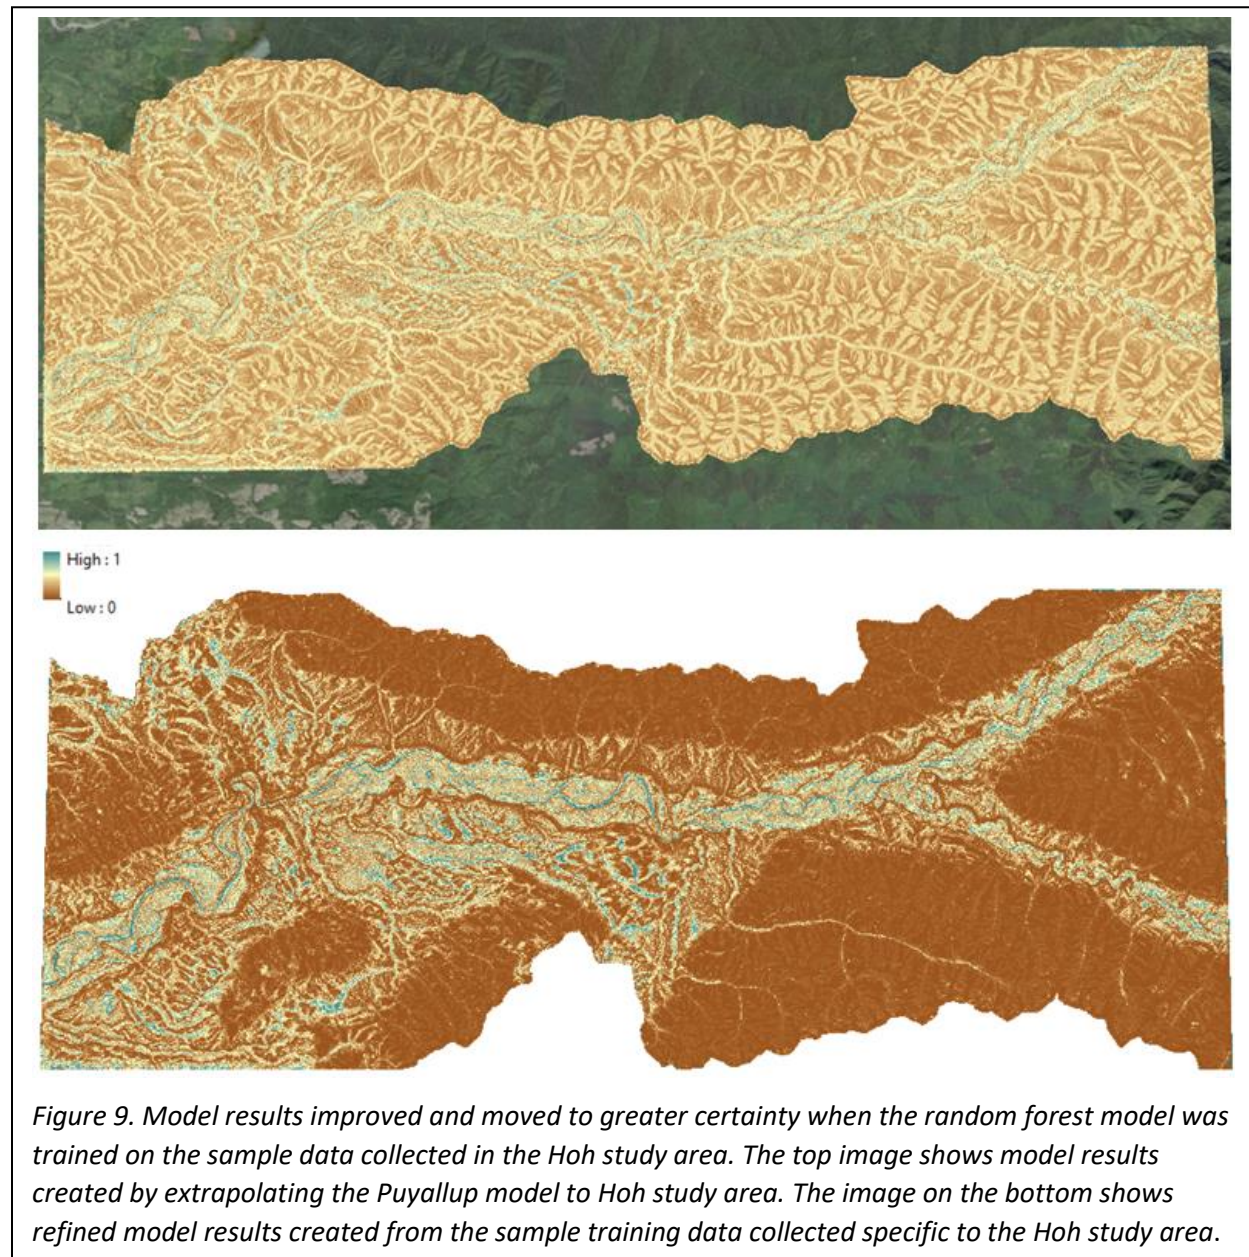 High : 1
Low : 0
Figure 9. Model results improved and moved to greater certainty when the random forest model was
trained on the sample data collected in the Hoh study area. The top image shows model results
created by extrapolating the Puyallup model to Hoh study area. The image on the bottom shows
refined model results created from the sample training data collected specific to the Hoh study area.